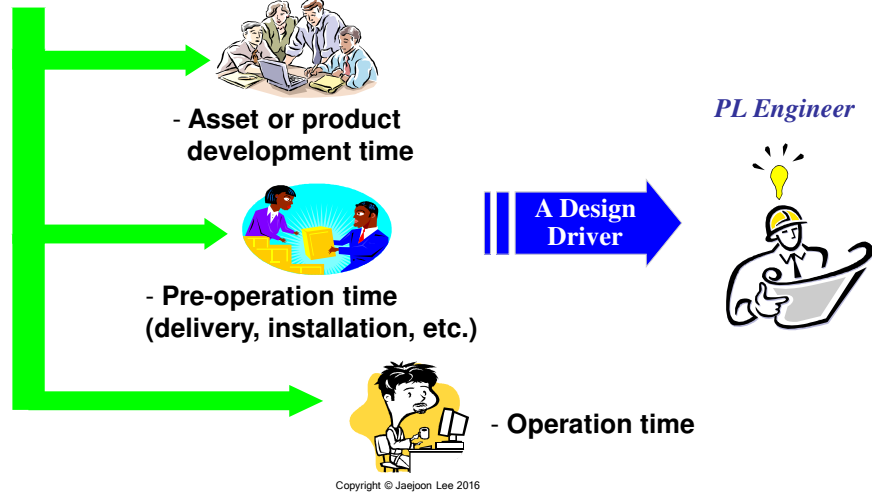 - Asset or product
development time
PL Engineer
A Design
Driver
- Pre-operation time
(delivery, installation, etc.)
- Operation time
Copyright © Jaejoon Lee 2016